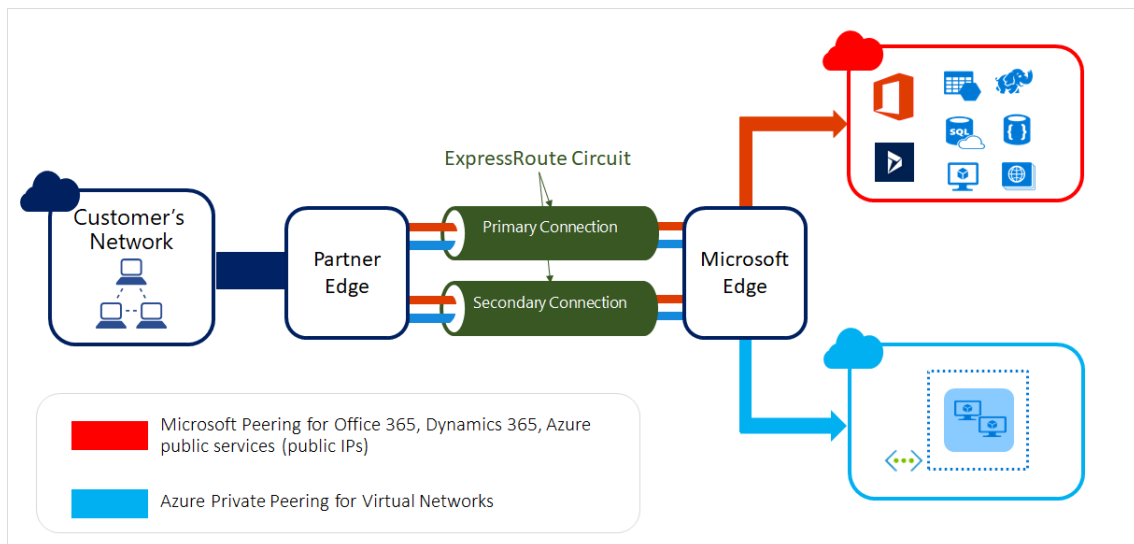 ExpressRoute Circuit
Customer's
Network
Partner
Edge
Primary Connection
Secondary Connection
Microsoft
Edge
SQL
Microsoft Peering for Office 365, Dynamics 365, Azure
public services (public IPs)
Azure Private Peering for Virtual Networks